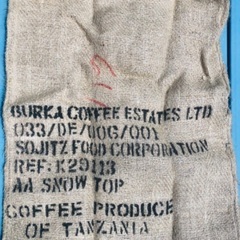 BURKA COFFEE ESTATES LTD
033/DE/006/001
SOJITZ FOOD CORPORATION
REF: K29113
AA SNOW TOP
COFFEE PRODUCE
OF TANZANIA